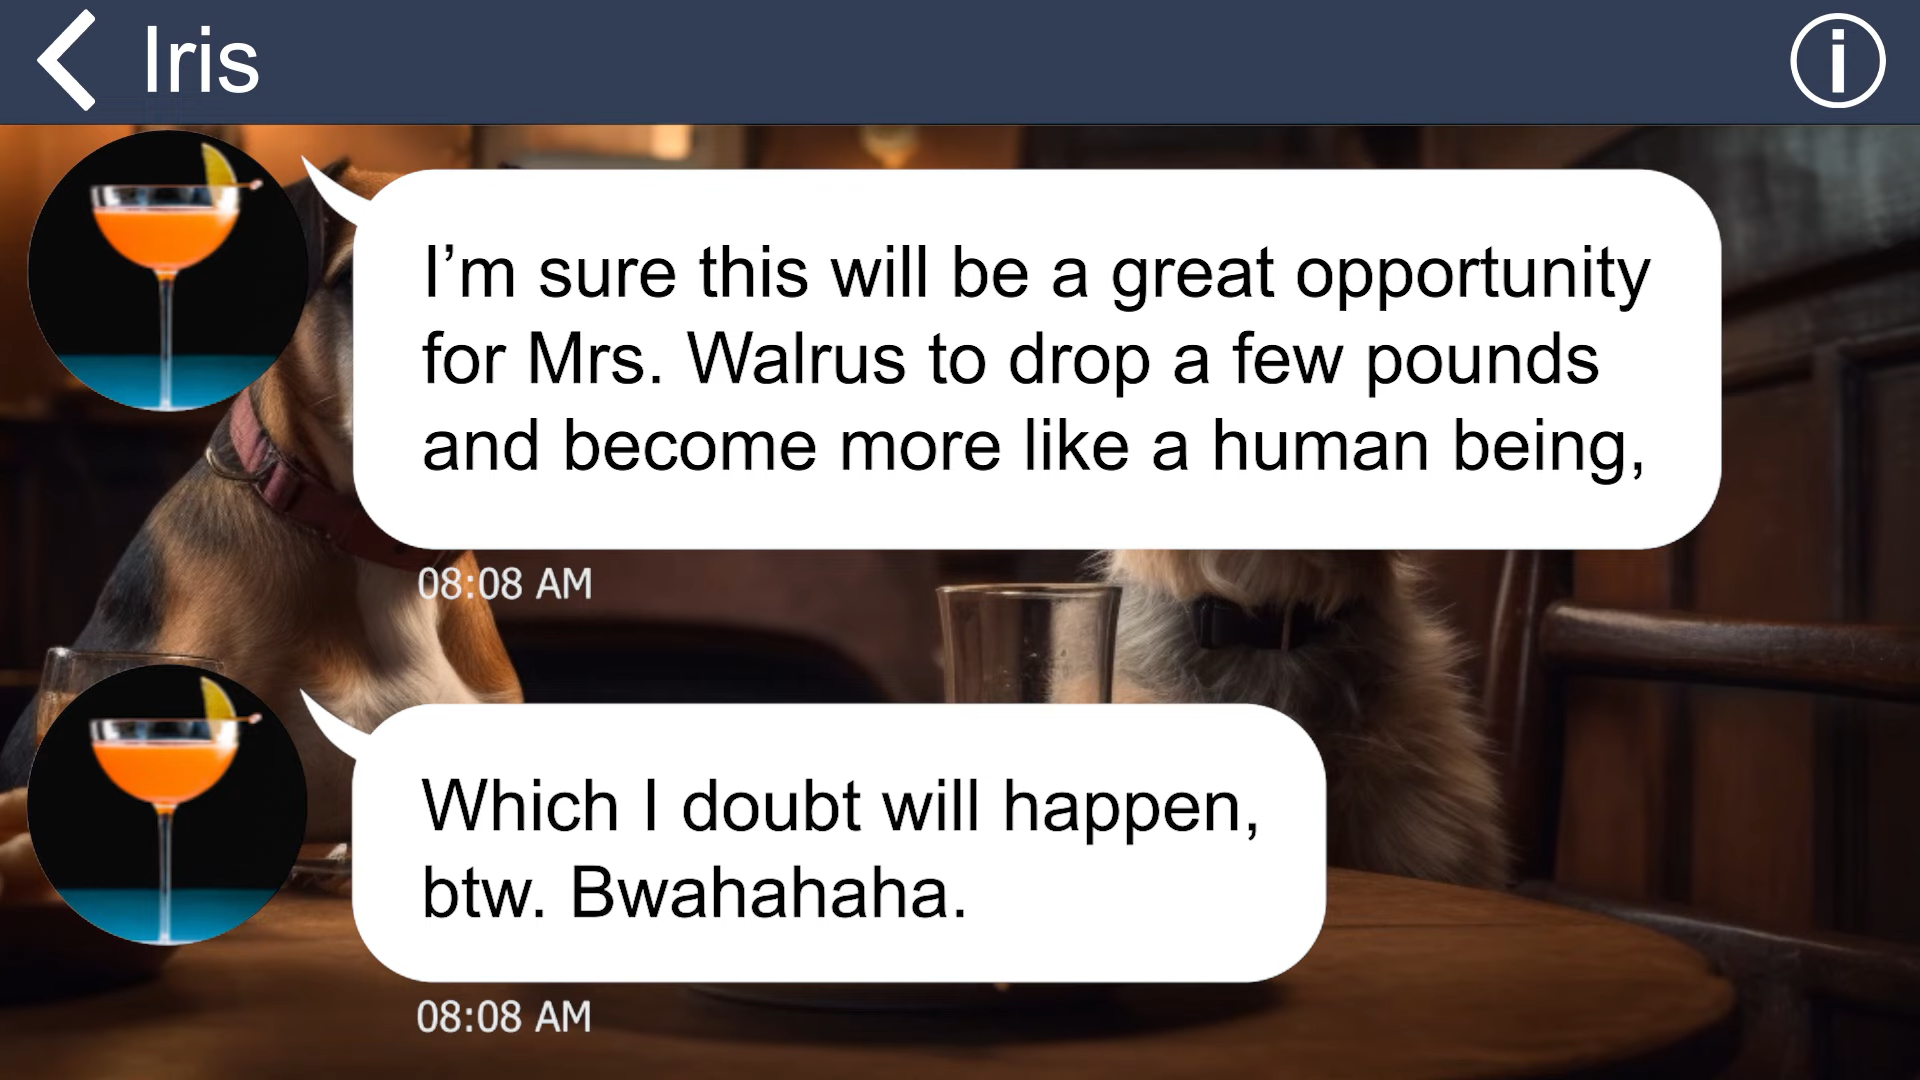 Iris
I’m sure this will be a great opportunity
for Mrs. Walrus to drop a few pounds
and become more like a human being,
08:08 AM
Which I doubt will happen,
btw. Bwahahaha.
08:08 AM